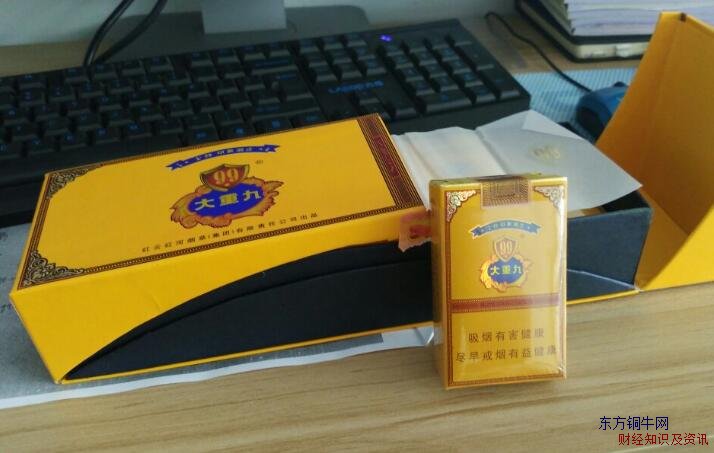 99
大重九
红云红河烟草(集团)有限责任公司出品
99
99
大重九
吸烟有害健康
尽早戒烟有益健康
东方铜牛网
财经知识及资讯